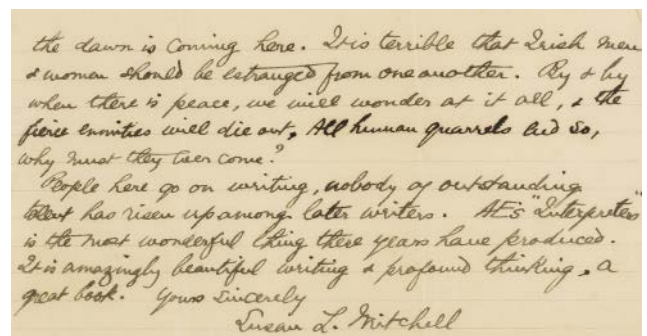 the dawn is coming here. It is terrible that Irish men
& women should be estranged from one another. By & by
when there is peace, we will wonder at it all, & the
fierce enmities will die out. All human quarrels end so,
why must they ever come?
People here go on writing, nobody of outstanding
talent has risen up among later writers. AE's "Interpreters"
is the most wonderful thing these years have produced.
It is amazingly beautiful writing & profound thinking, a
great book. Yours Sincerely
Susan L. Mitchell